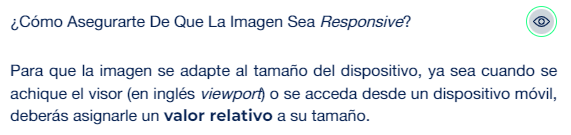 ¿Cómo Asegurarte De Que La Imagen Sea Responsive?
Para que la imagen se adapte al tamaño del dispositivo, ya sea cuando se
achique el visor (en inglés viewport) o se acceda desde un dispositivo móvil,
deberás asignarle un valor relativo a su tamaño.